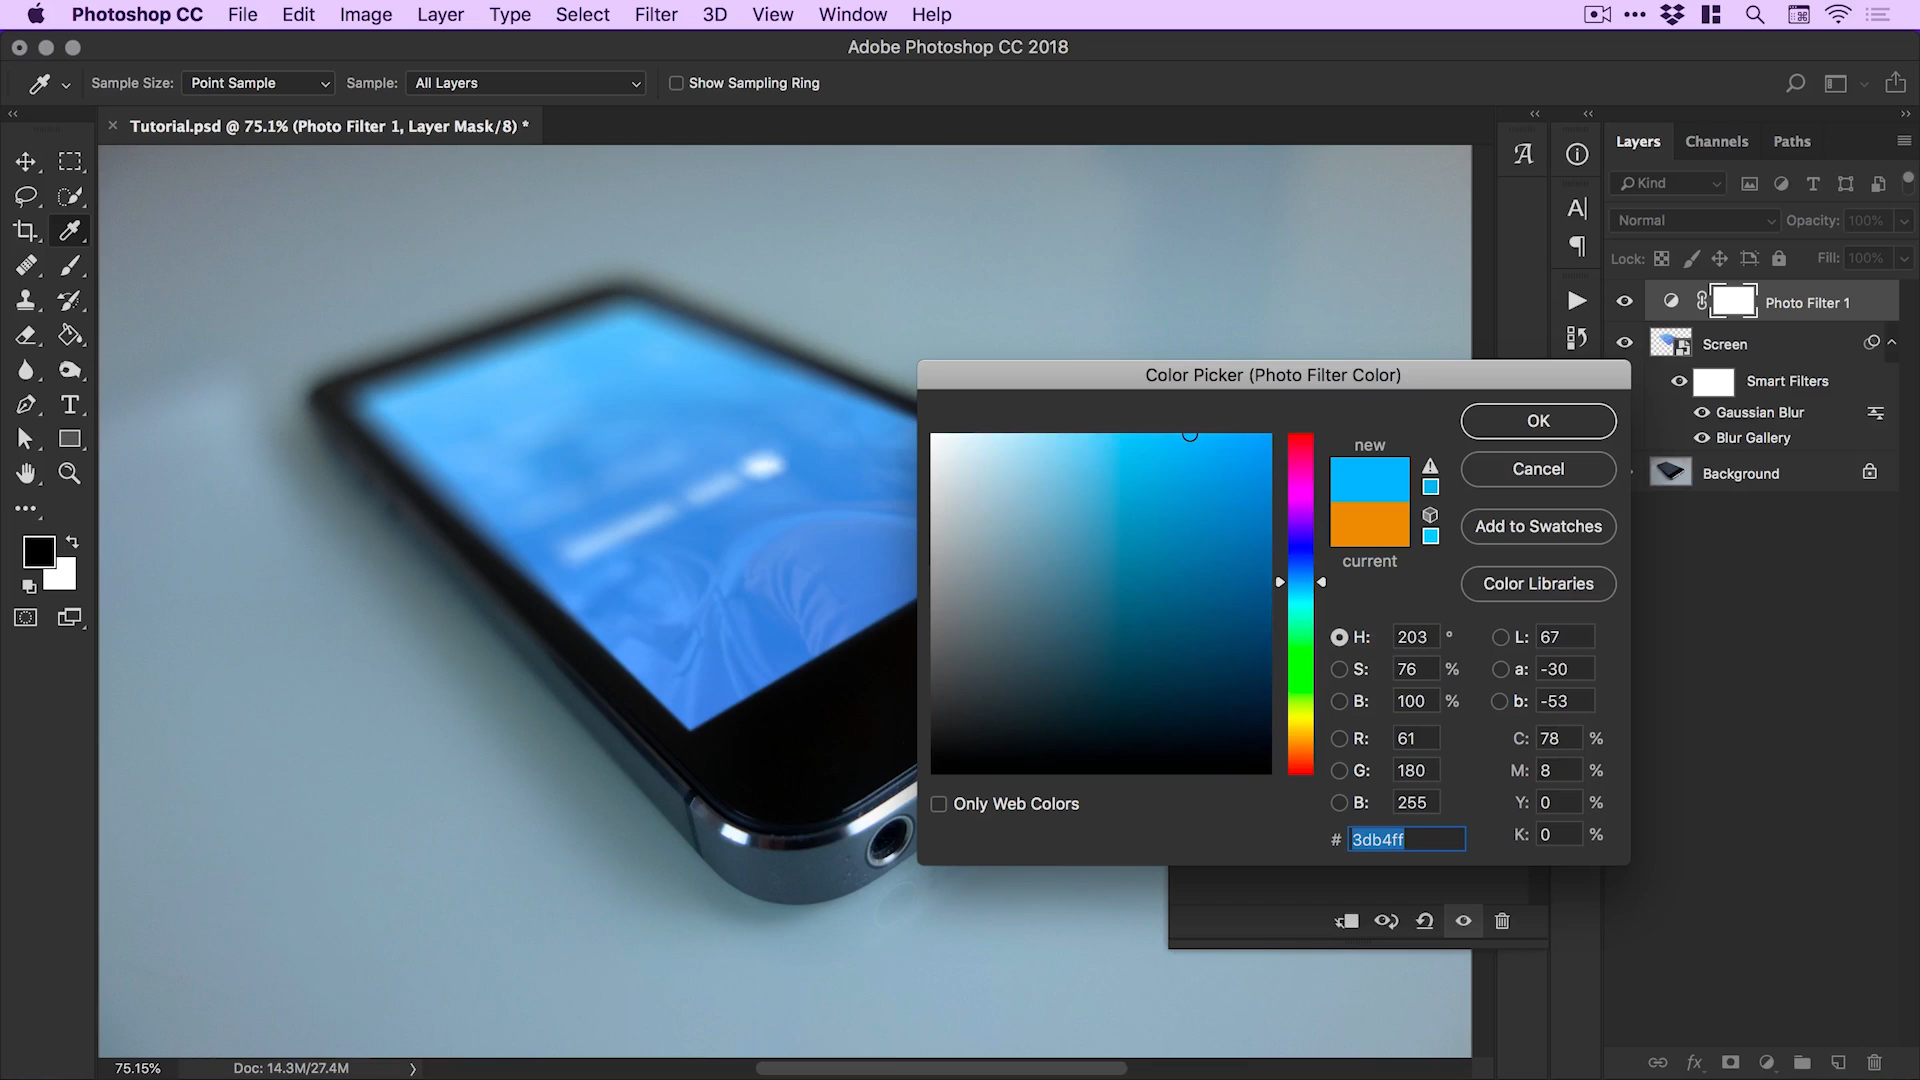 Photoshop CC File Edit Image Layer Type Select Filter 3D View Window Help
Adobe Photoshop CC 2018
Sample Size: Point Sample Sample: All Layers Show Sampling Ring
Tutorial.psd @ 75.1% (Photo Filter 1, Layer Mask/8) *
Layers Channels Paths
Kind
Normal Opacity: 100%
Lock: Fill: 100%
Photo Filter 1
Screen
Smart Filters
Gaussian Blur
Blur Gallery
Background
Color Picker (Photo Filter Color)
new
current
OK
Cancel
Add to Swatches
Color Libraries
H: 203 ° L: 67
S: 76 % a: -30
B: 100 % b: -53
R: 61 C: 78 %
G: 180 M: 8 %
B: 255 Y: 0 %
# 3db4ff K: 0 %
Only Web Colors
75.15% Doc: 14.3M/27.4M